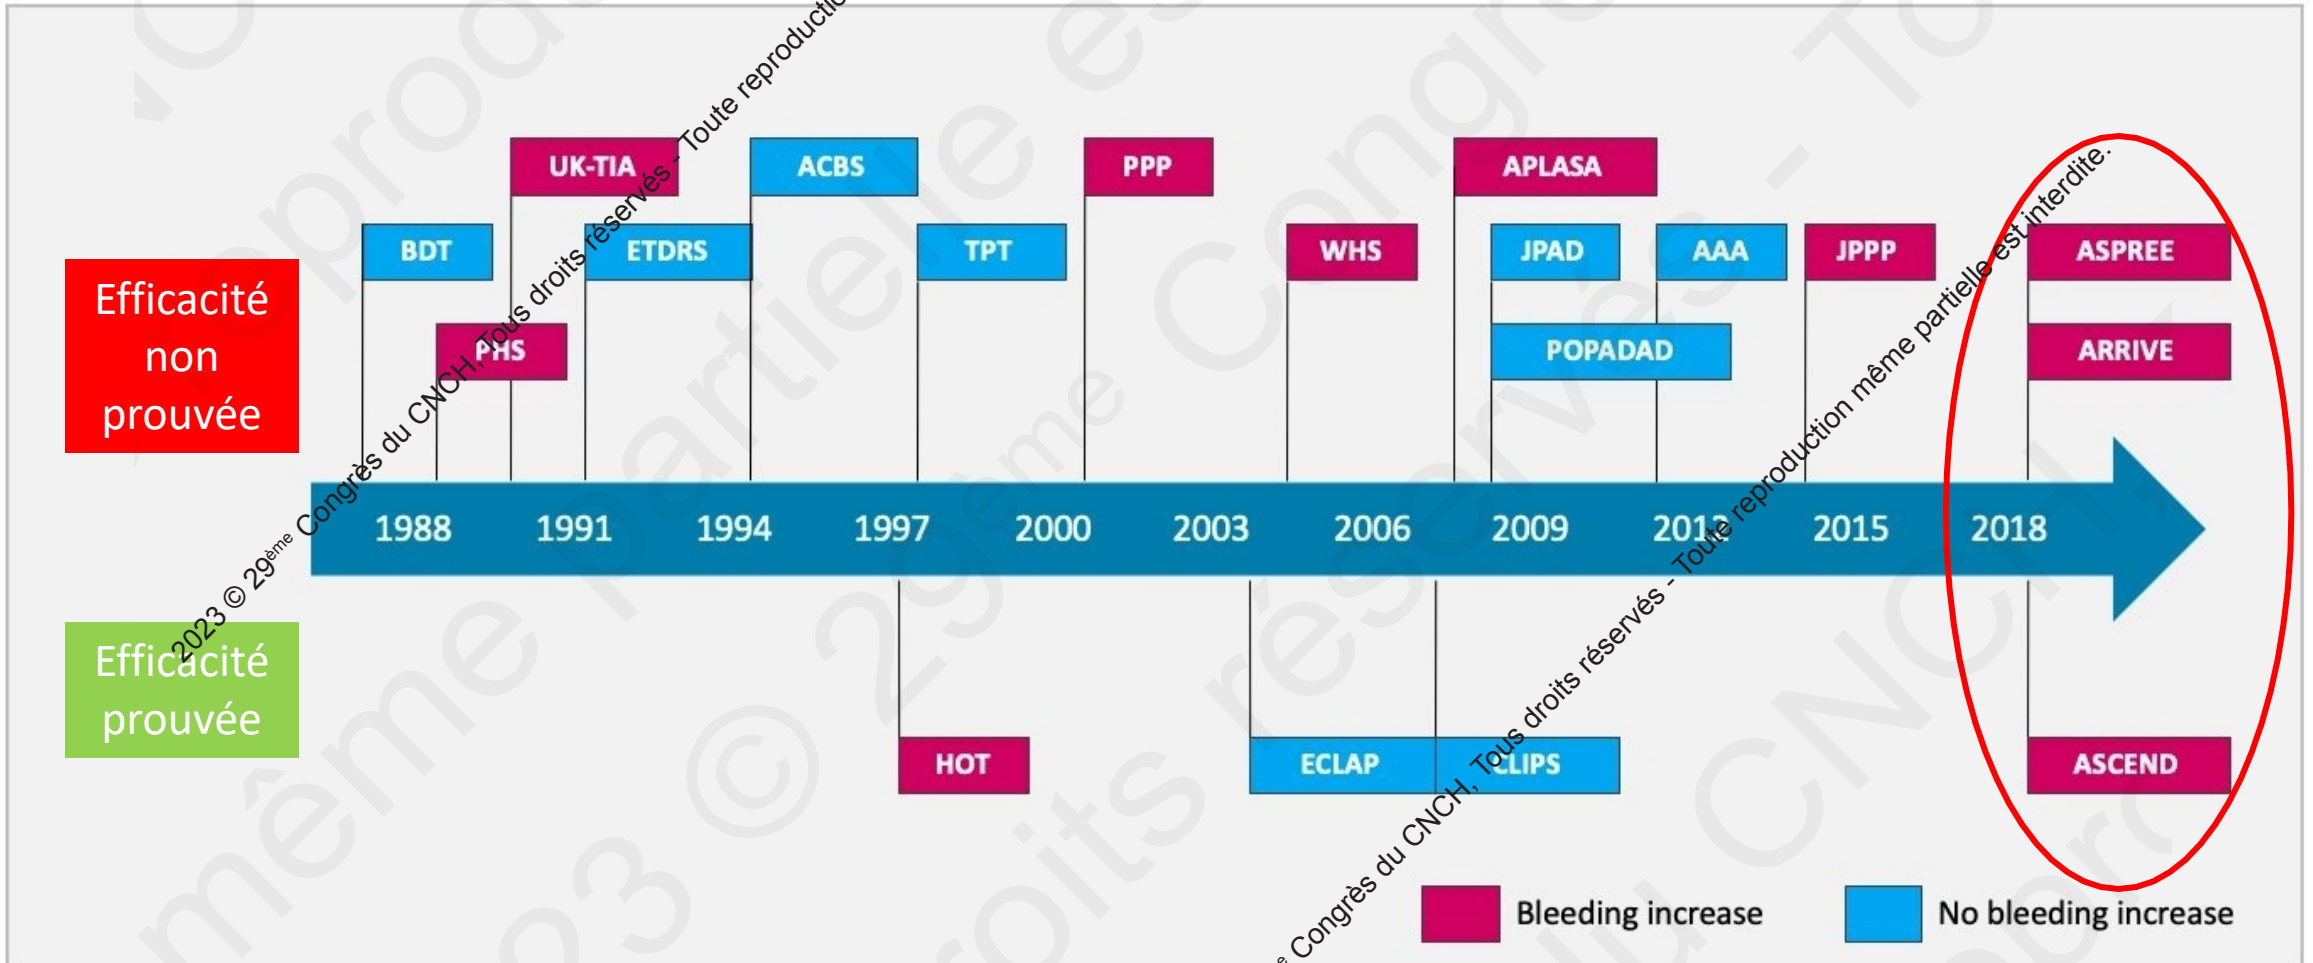 UK-TIA
ACBS
PPP
APLASA
BDT
ETDRS
TPT
WHS
JPAD
AAA
JPPP
ASPREE
Efficacité
non
prouvée
PHS
POPADAD
ARRIVE
1988 1991 1994 1997 2000 2003 2006 2009 2012 2015 2018
Efficacité
prouvée
HOT
ECLAP
CLIPS
ASCEND
Bleeding increase
No bleeding increase
2023 © 29ème Congrès du CNCH, Tous droits réservés - Toute reproduction
Congrès du CNCH, Tous droits réservés - Toute reproduction même partielle est interdite.